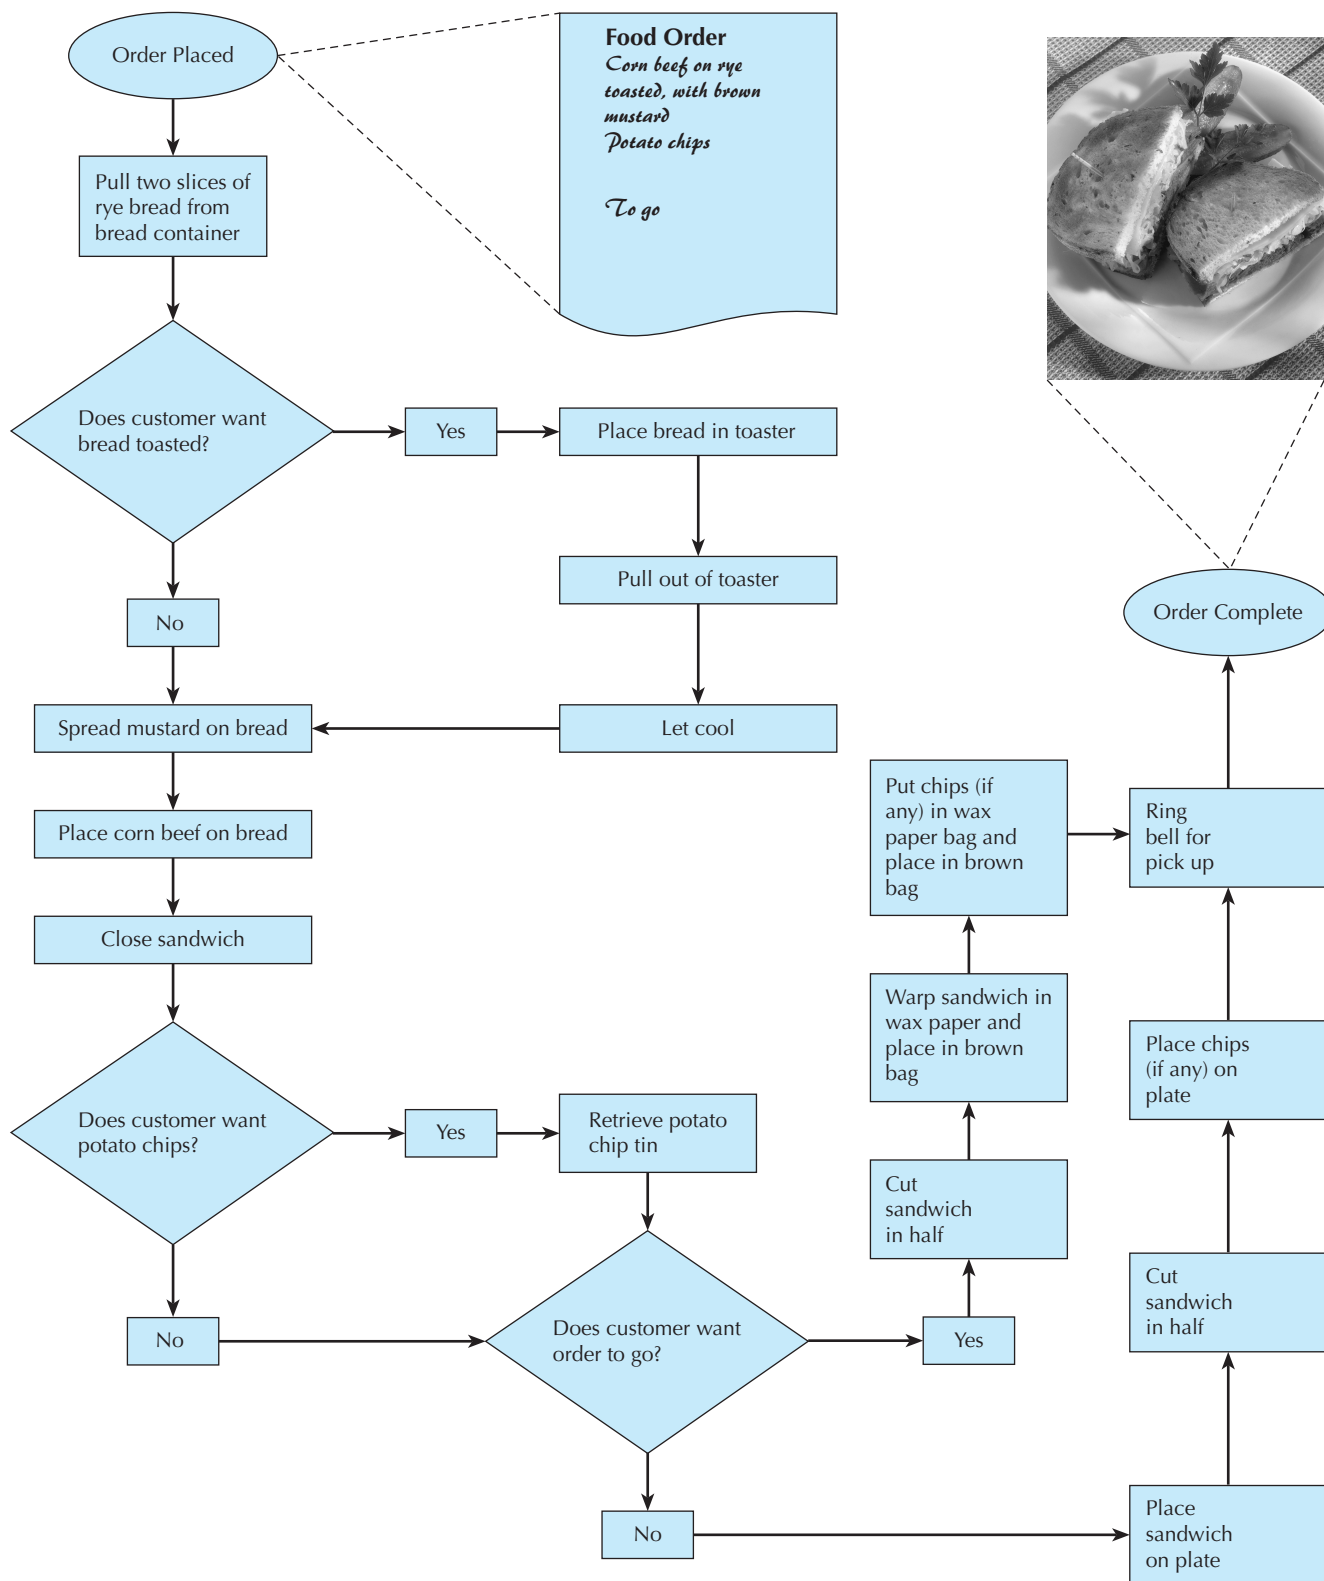 Order Placed
Food Order
Corn beef on rye
toasted, with brown
mustard
Potato chips
To go
Pull two slices of
rye bread from
bread container
Does customer want
bread toasted?
Yes
Place bread in toaster
Pull out of toaster
Let cool
No
Spread mustard on bread
Place corn beef on bread
Close sandwich
Does customer want
potato chips?
Yes
Retrieve potato
chip tin
No
Does customer want
order to go?
Yes
Cut
sandwich
in half
Warp sandwich in
wax paper and
place in brown
bag
Put chips (if
any) in wax
paper bag and
place in brown
bag
No
Place
sandwich
on plate
Cut
sandwich
in half
Place chips
(if any) on
plate
Ring
bell for
pick up
Order Complete